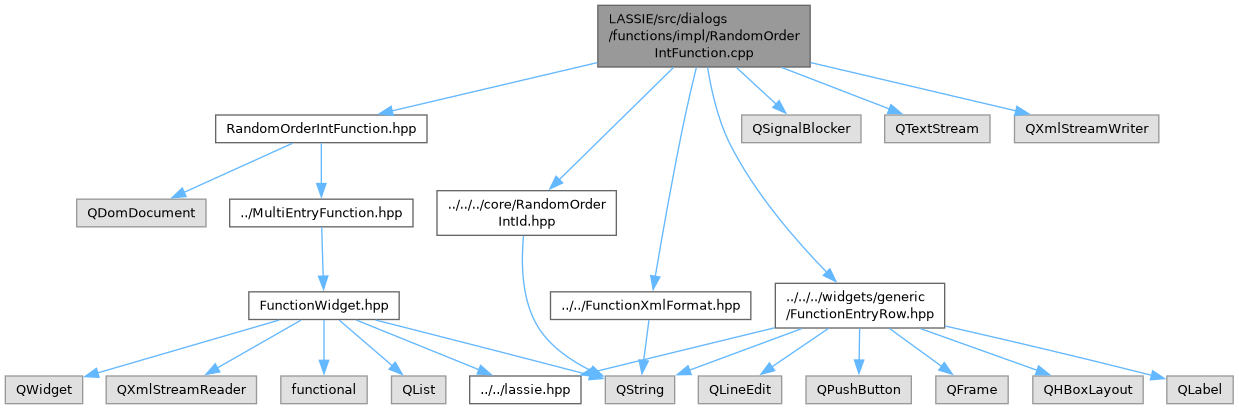 LASSIE/src/dialogs
/functions/impl/RandomOrder
IntFunction.cpp
RandomOrderIntFunction.hpp
QSignalBlocker
QTextStream
QXmlStreamWriter
QDomDocument
../MultiEntryFunction.hpp
../../../core/RandomOrder
IntId.hpp
FunctionWidget.hpp
../../FunctionXmlFormat.hpp
../../../widgets/generic
/FunctionEntryRow.hpp
QWidget
QXmlStreamReader
functional
QList
../../lassie.hpp
QString
QLineEdit
QPushButton
QFrame
QHBoxLayout
QLabel